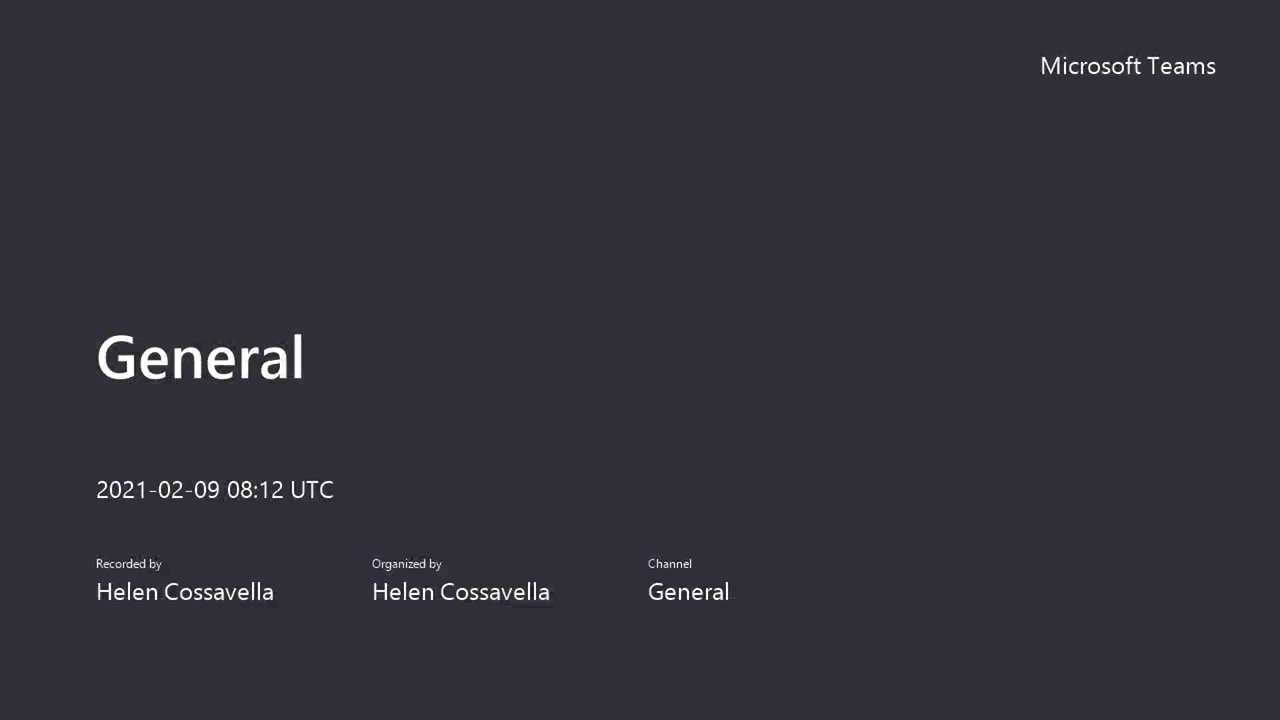 Microsoft Teams
General
2021-02-09 08:12 UTC
Recorded by
Helen Cossavella
Organized by
Helen Cossavella
Channel
General